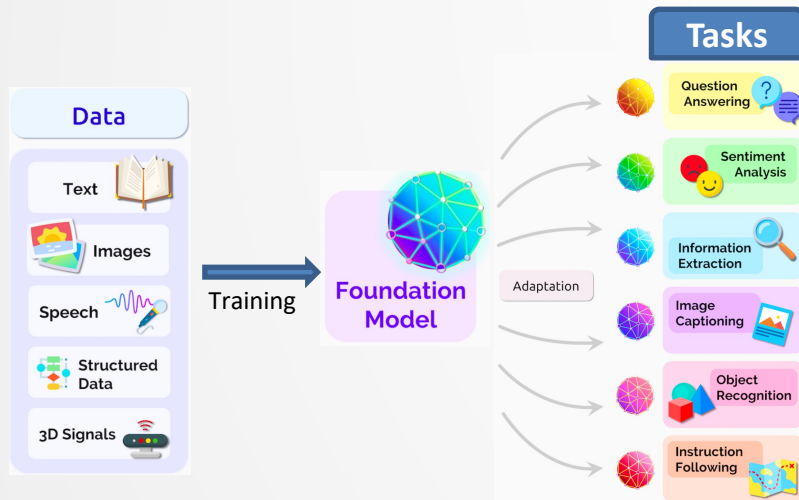 Tasks
Data
Text
Images
Speech
Structured
Data
3D Signals
Training
Foundation
Model
Adaptation
Question
Answering
?
Sentiment
Analysis
Information
Extraction
Image
Captioning
Object
Recognition
Instruction
Following